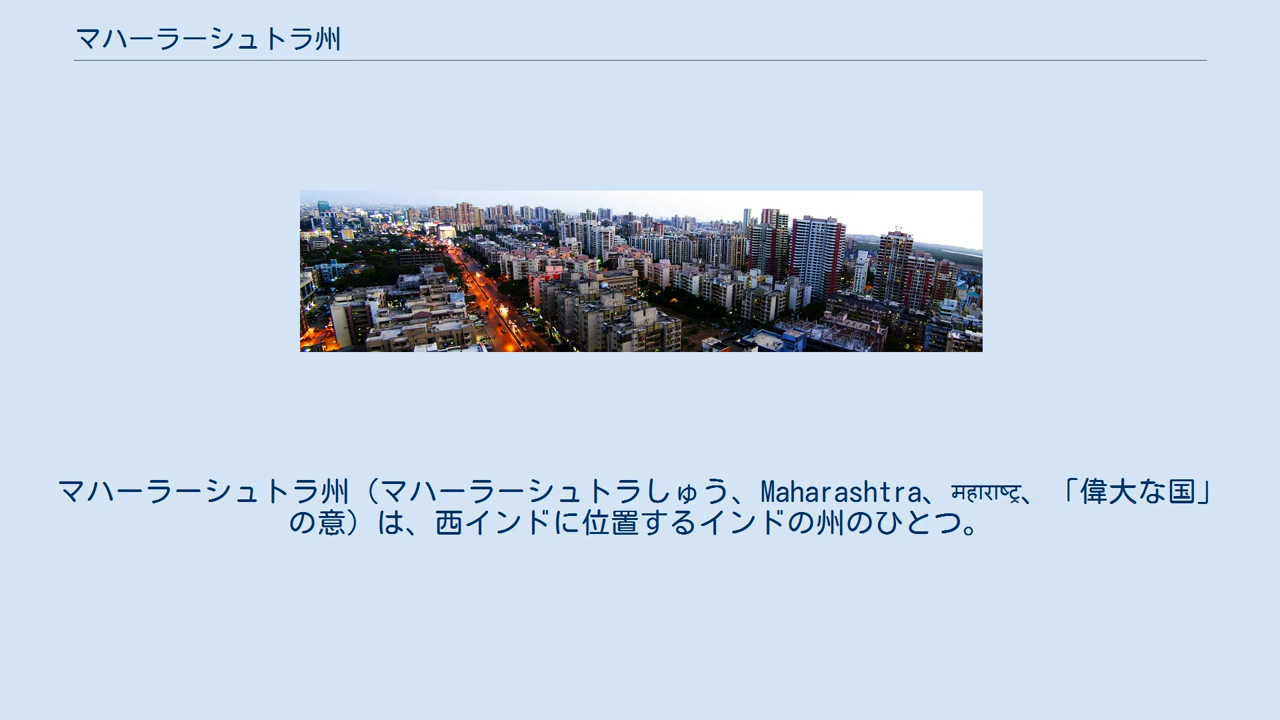 マハーラーシュトラ州
マハーラーシュトラ州（マハーラーシュトラしゅう、Maharashtra、महाराष्ट्र、「偉大な国」
の意）は、西インドに位置するインドの州のひとつ。